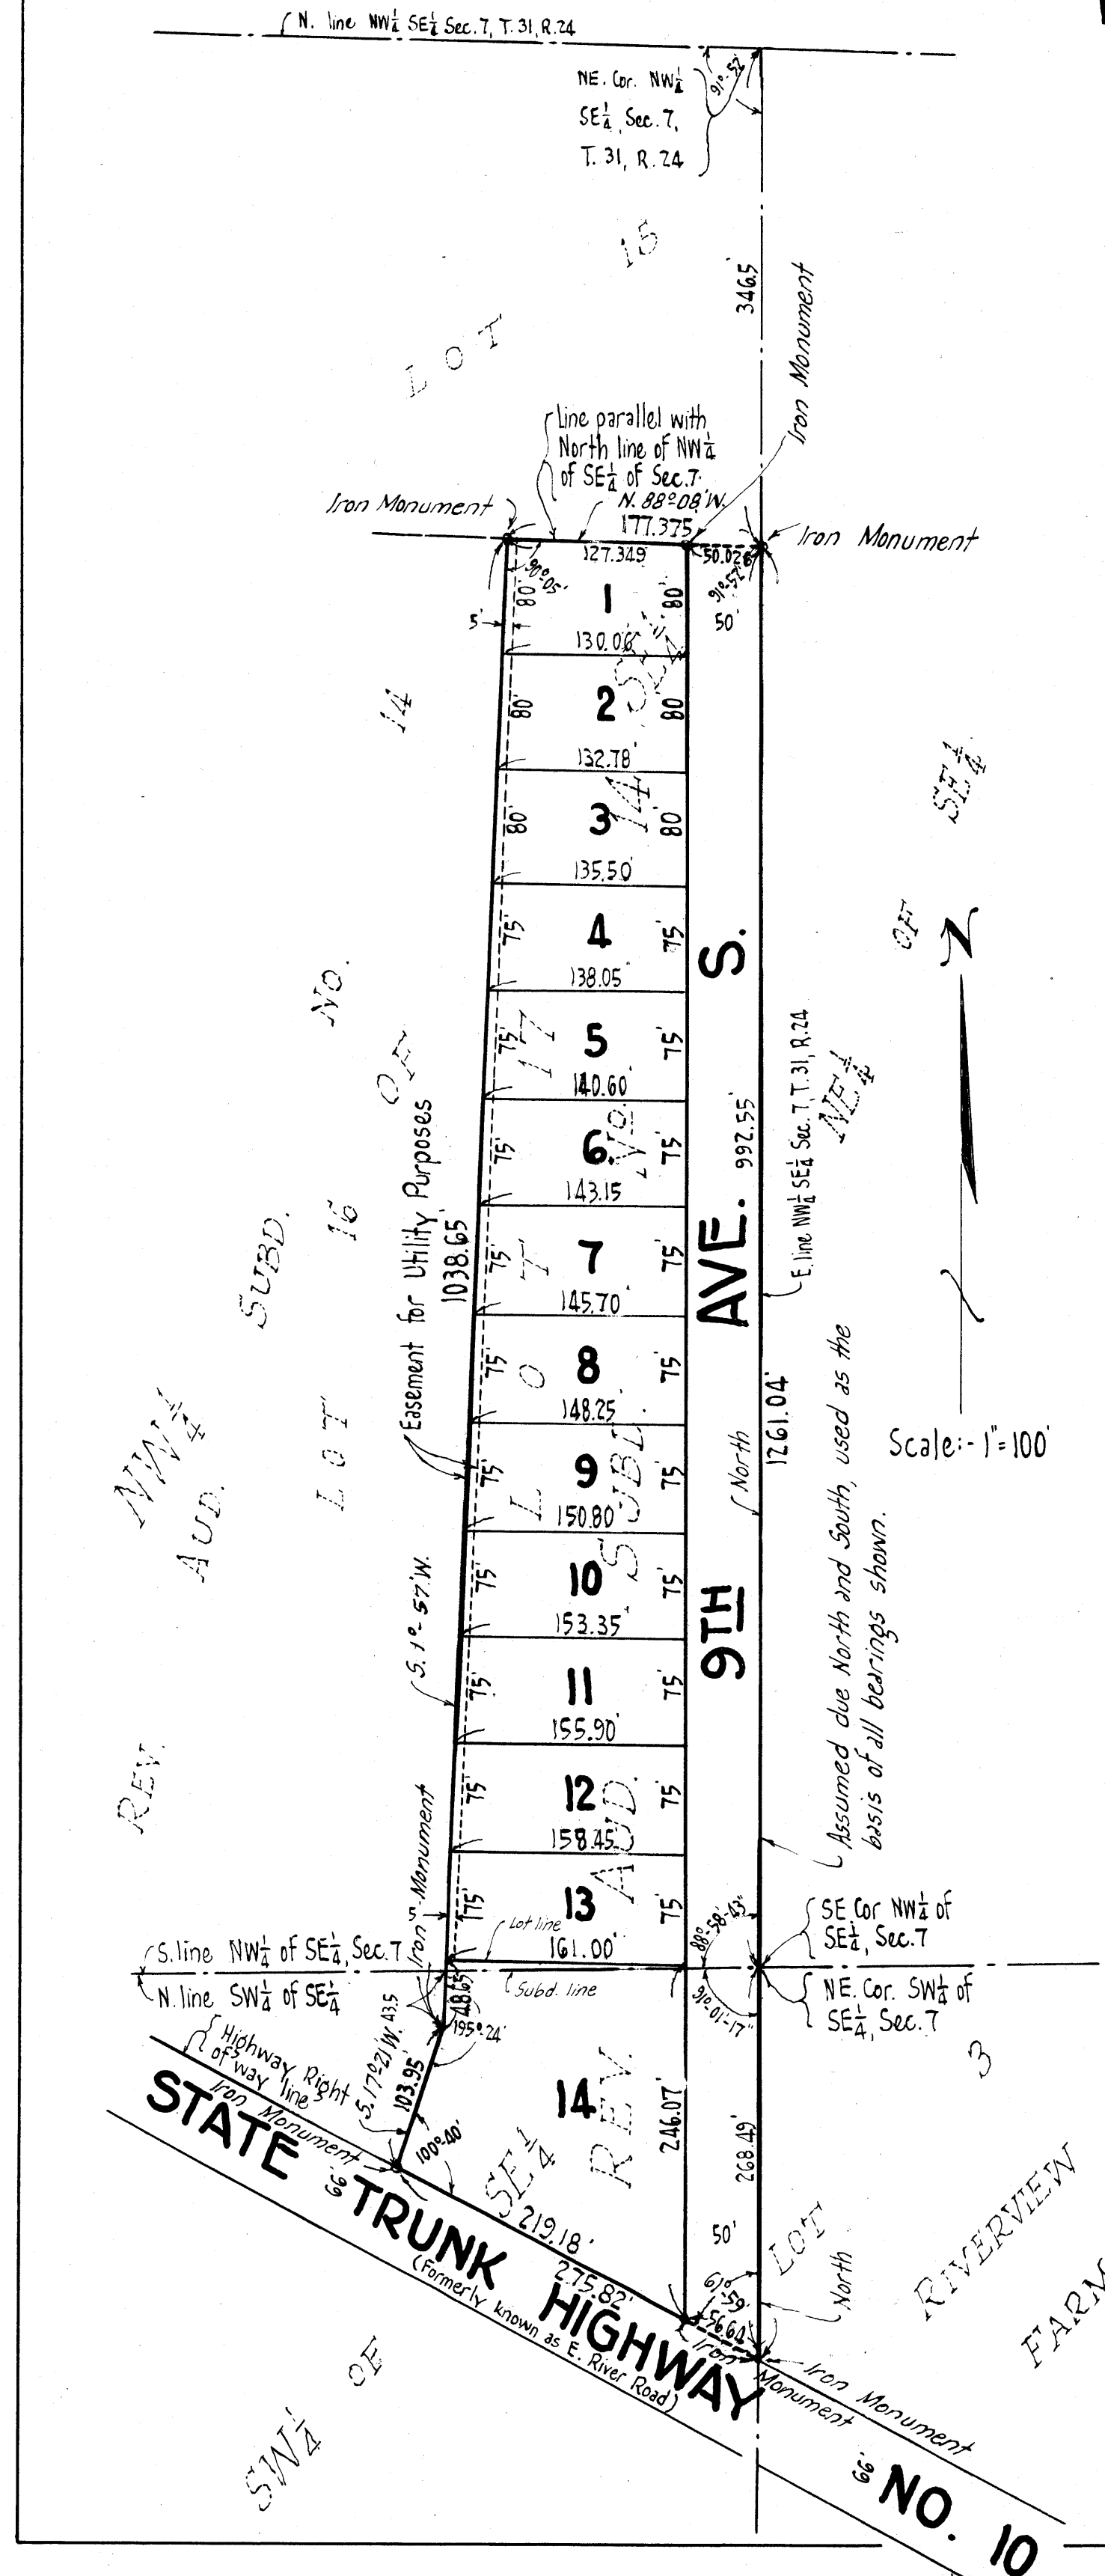 N. line NW¼ SE¼ Sec. 7, T. 31, R. 24
NE. Cor. NW¼
SE¼, Sec. 7,
T. 31, R. 24
91°-52'
346.5'
Iron Monument
LOT 15
Line parallel with
North line of NW¼
of SE¼ of Sec. 7.
N. 88°08' W.
177.375
Iron Monument
Iron Monument
127.349
50.026
90°-05'
91°-52'
50'
5'
80'
1
80'
130.06'
80'
2
80'
132.78'
80'
3
80'
135.50'
75'
4
75'
138.05'
75'
5
75'
140.60'
75'
6
75'
143.15
75'
7
75'
145.70'
75'
8
75'
148.25'
75'
9
75'
150.80'
75'
10
75'
153.35'
75'
11
75'
155.90'
75'
12
75'
158.45
75'
13
75'
Lot line
161.00'
Subd. line
14
SE¼
14
LOT 17
REV. AUD. SUBD. No.
REV. AUD. SUBD. NO. 14
LOT 16 OF
NW¼
NE¼ OF SE¼
Easement for Utility Purposes
1038.65'
S. 1°-57' W.
5'
Iron Monument
9TH AVE. S.
992.55'
E. line NW¼ SE¼ Sec. 7, T. 31, R. 24
North
1261.04'
Assumed due North and South, used as the
basis of all bearings shown.
N
Scale:- 1"=100'
S. line NW¼ of SE¼, Sec. 7
N. line SW¼ of SE¼
88°-58'-43"
91°-01'-17"
SE Cor NW¼ of
SE¼, Sec. 7
NE. Cor. SW¼ of
SE¼, Sec. 7
48.65'
43.5
195°-24'
S. 17°-21' W.
103.95'
100°-40'
14
SE¼
246.07'
268.49'
50'
North
61°-59'
56.64'
219.18'
275.82'
Highway Right
of way line
Iron Monument
66'
STATE TRUNK HIGHWAY NO. 10
(Formerly known as E. River Road)
Iron
Monument
Iron Monument
66'
LOT 3
RIVERVIEW
FARM
SW¼ OF